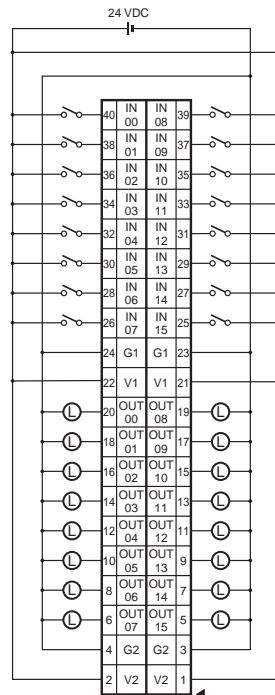 24 VDC
40 IN 00 IN 08 39
38 IN 01 IN 09 37
36 IN 02 IN 10 35
34 IN 03 IN 11 33
32 IN 04 IN 12 31
30 IN 05 IN 13 29
28 IN 06 IN 14 27
26 IN 07 IN 15 25
24 G1 G1 23
22 V1 V1 21
L 20 OUT 00 OUT 08 19 L
L 18 OUT 01 OUT 09 17 L
L 16 OUT 02 OUT 10 15 L
L 14 OUT 03 OUT 11 13 L
L 12 OUT 04 OUT 12 11 L
L 10 OUT 05 OUT 13 9 L
L 8 OUT 06 OUT 14 7 L
L 6 OUT 07 OUT 15 5 L
4 G2 G2 3
2 V2 V2 1